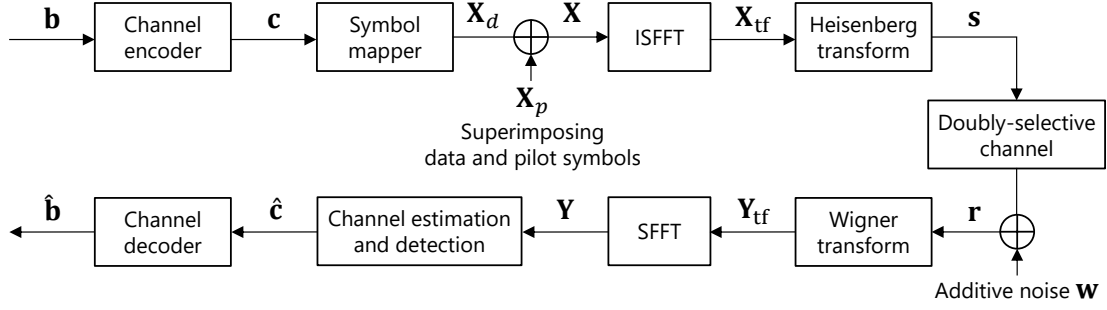 b
Channel
encoder
c
Symbol
mapper
X_d
X
ISFFT
X_tf
Heisenberg
transform
s
X_p
Superimposing
data and pilot symbols
Doubly-selective
channel
b̂
Channel
decoder
ĉ
Channel estimation
and detection
Y
SFFT
Y_tf
Wigner
transform
r
Additive noise w